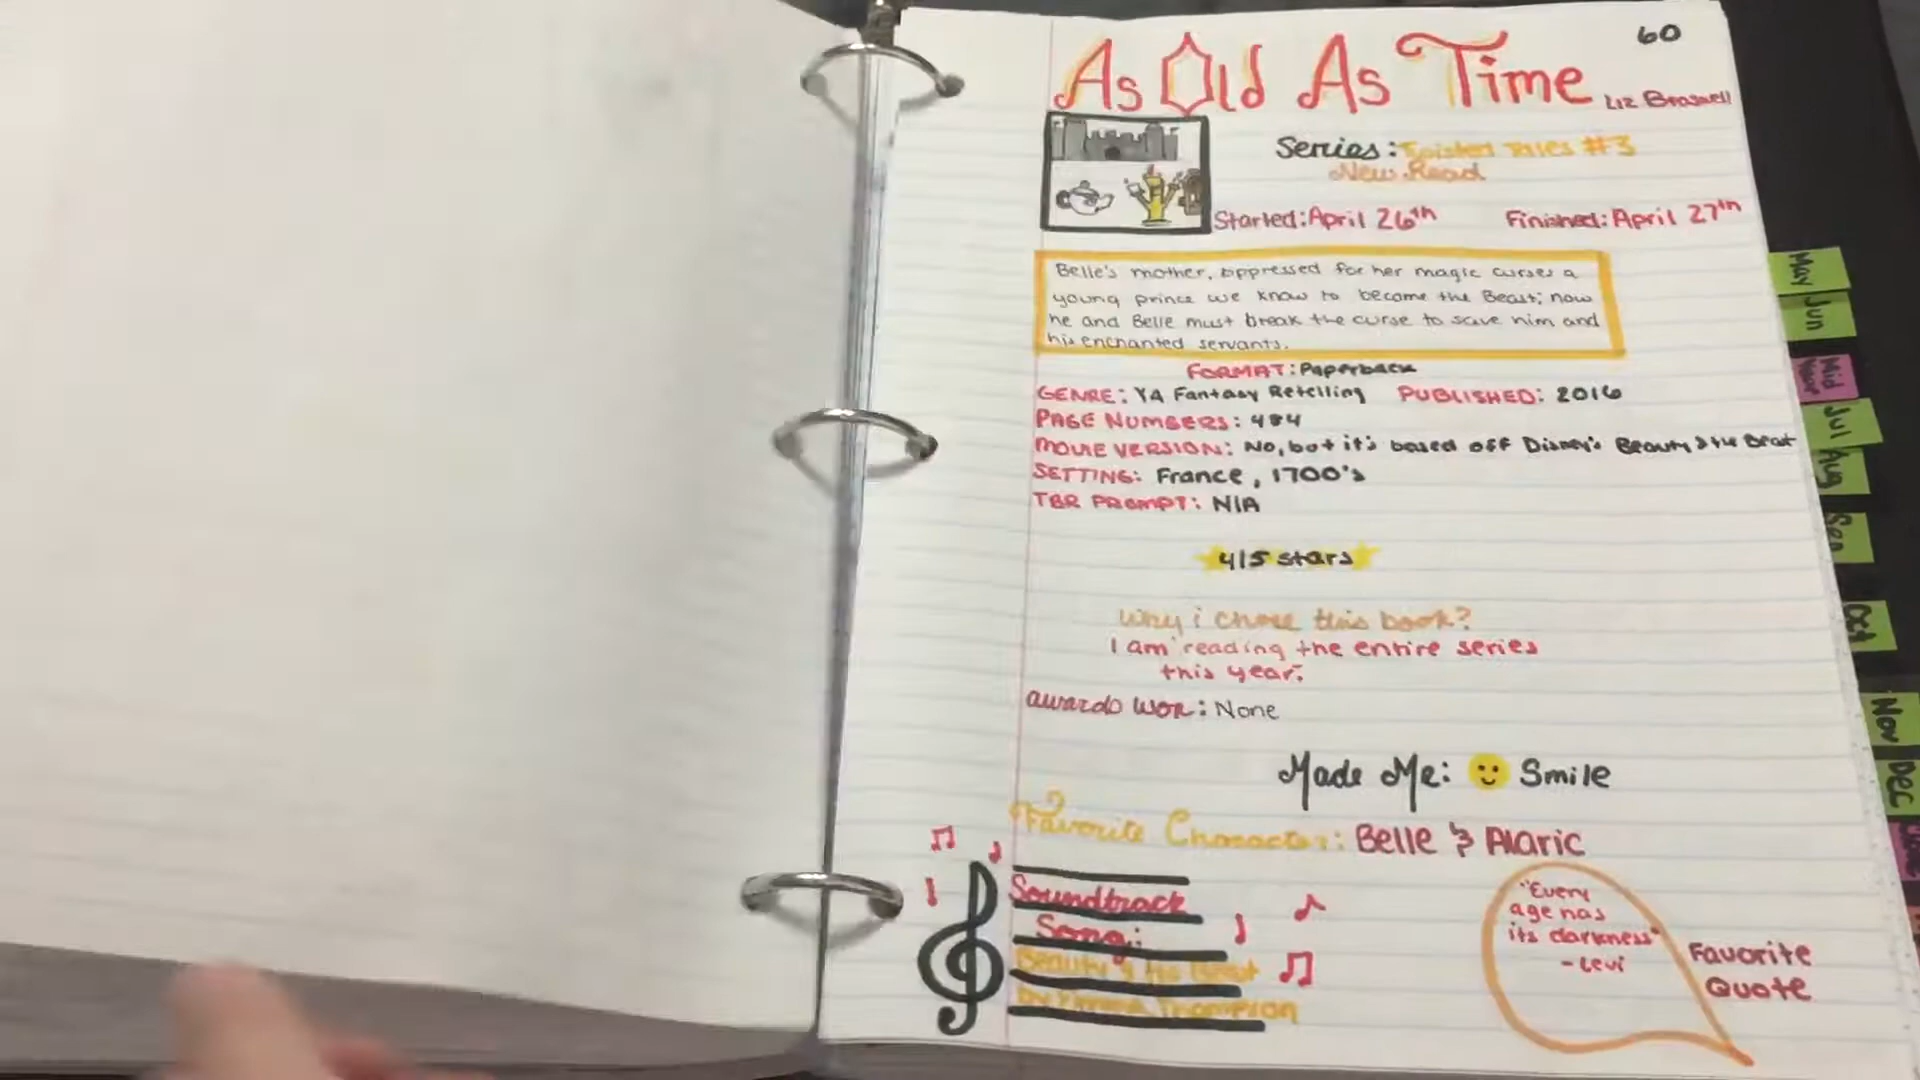 60
As Old As Time Liz Braswell
Series: Twisted Tales #3
New Read
Started: April 26th Finished: April 27th
Belle's mother, oppressed for her magic curses a
young prince we know to become the Beast; now
he and Belle must break the curse to save him and
his enchanted servants.
FORMAT: Paperback
GENRE: YA Fantasy Retelling PUBLISHED: 2016
PAGE NUMBERS: 484
MOVIE VERSION: No, but it's based off Disney's Beauty & the Beast
SETTING: France, 1700's
TBR PROMPT: N/A
4/5 stars
Why i chose this book?
I am reading the entire series
this year.
awards won: None
Made Me: Smile
Favorite Character: Belle & Alaric
Soundtrack
Song:
Beauty & the Beast
by Emma Thompson
"Every
age has
its darkness"
- Levi
Favorite
Quote
May
Jun
Mid
Year
Jul
Aug
Sep
Oct
Nov
Dec